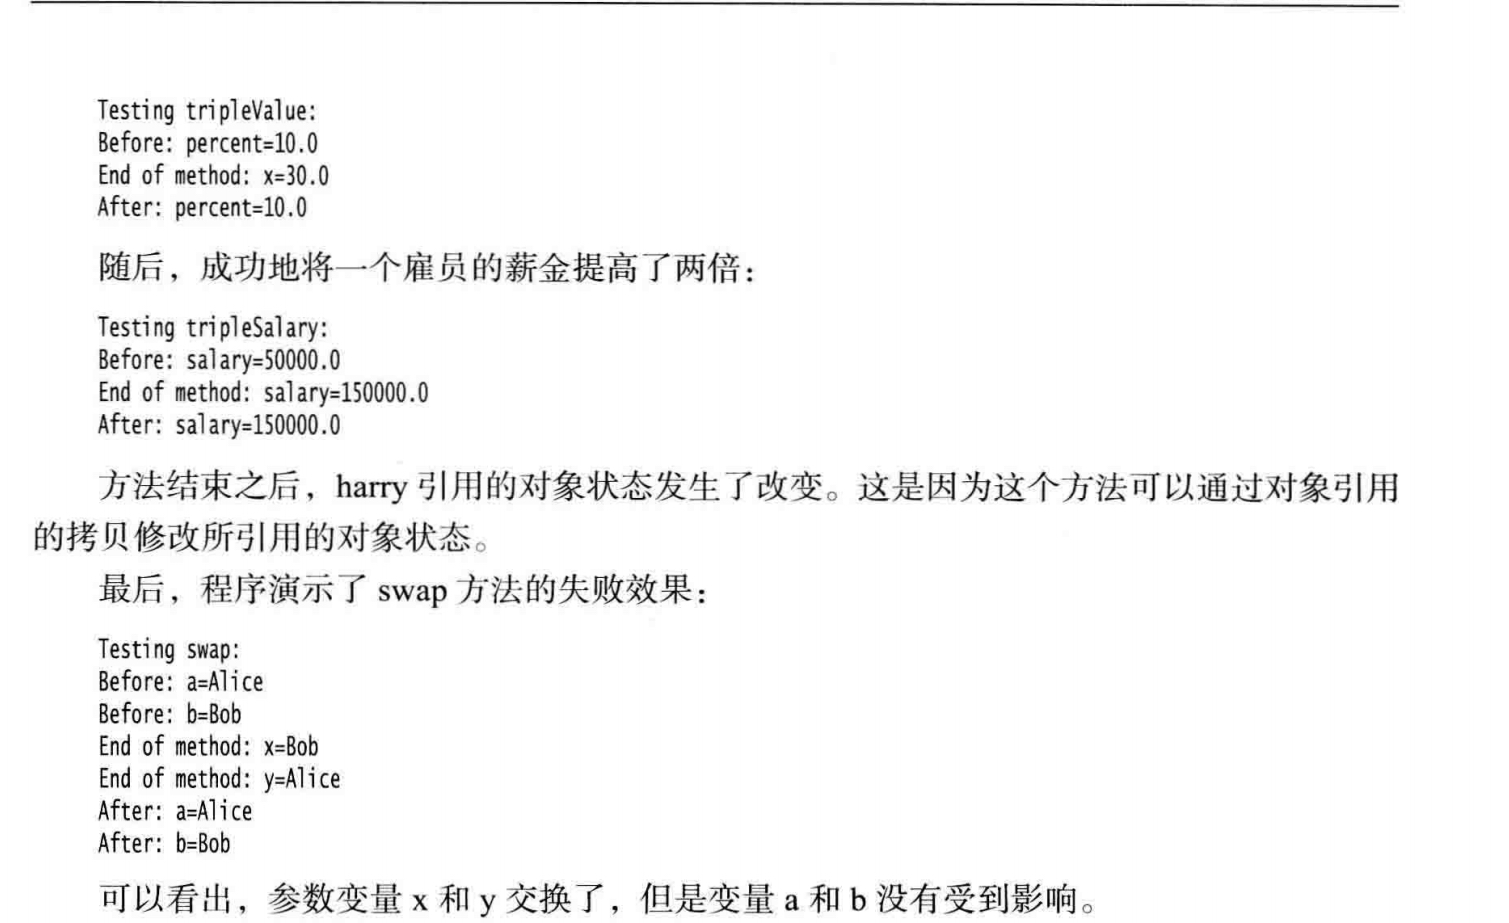 Testing tripleValue:
Before: percent=10.0
End of method: x=30.0
After: percent=10.0
随后，成功地将一个雇员的薪金提高了两倍：
Testing tripleSalary:
Before: salary=50000.0
End of method: salary=150000.0
After: salary=150000.0
方法结束之后，harry 引用的对象状态发生了改变。这是因为这个方法可以通过对象引用
的拷贝修改所引用的对象状态。
最后，程序演示了 swap 方法的失败效果：
Testing swap:
Before: a=Alice
Before: b=Bob
End of method: x=Bob
End of method: y=Alice
After: a=Alice
After: b=Bob
可以看出，参数变量 x 和 y 交换了，但是变量 a 和 b 没有受到影响。